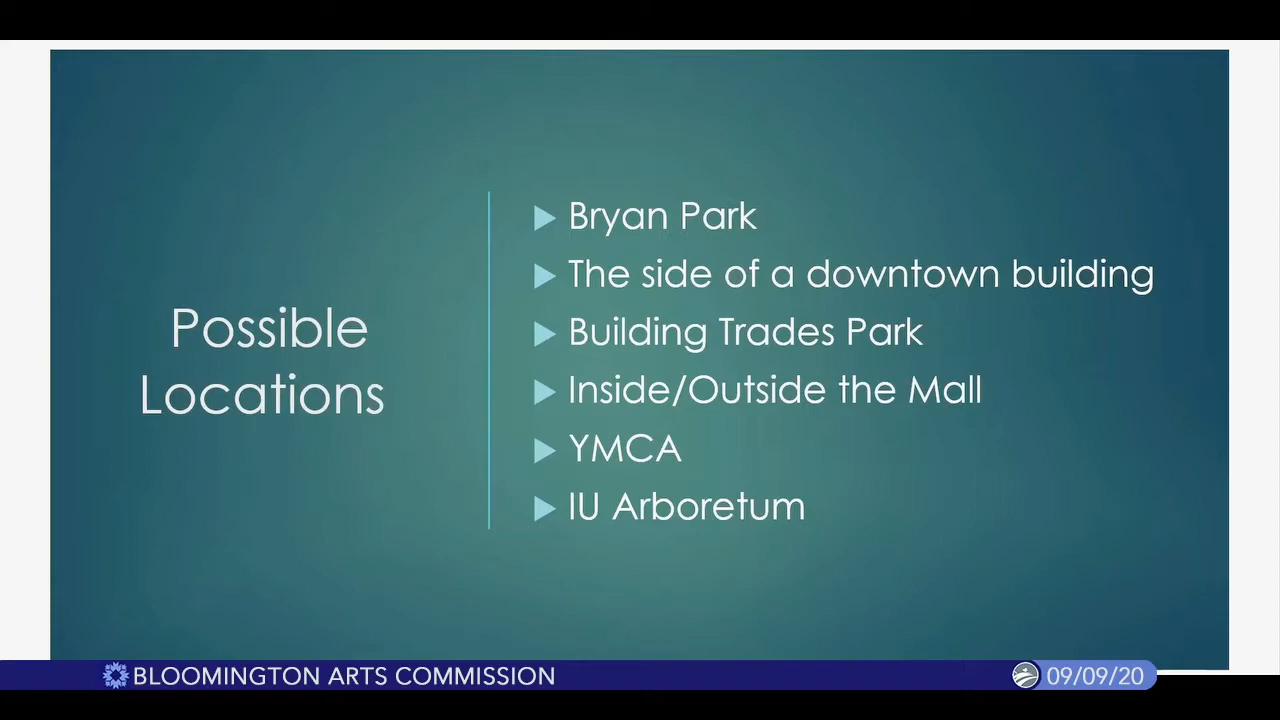 Possible
Locations
Bryan Park
The side of a downtown building
Building Trades Park
Inside/Outside the Mall
YMCA
IU Arboretum
BLOOMINGTON ARTS COMMISSION
09/09/20